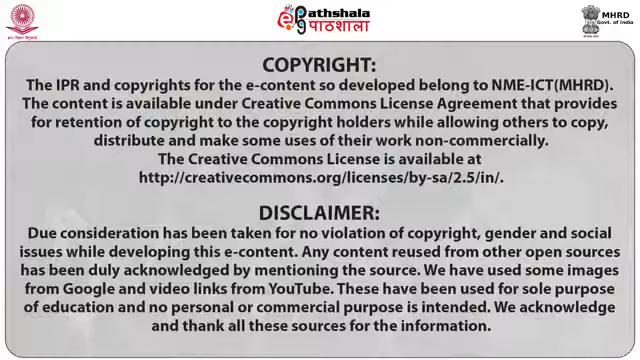 ePathshala
पाठशाला
MHRD
Govt. of India
COPYRIGHT:
The IPR and copyrights for the e-content so developed belong to NME-ICT(MHRD).
The content is available under Creative Commons License Agreement that provides
for retention of copyright to the copyright holders while allowing others to copy,
distribute and make some uses of their work non-commercially.
The Creative Commons License is available at
http://creativecommons.org/licenses/by-sa/2.5/in/.
DISCLAIMER:
Due consideration has been taken for no violation of copyright, gender and social
issues while developing this e-content. Any content reused from other open sources
has been duly acknowledged by mentioning the source. We have used some images
from Google and video links from YouTube. These have been used for sole purpose
of education and no personal or commercial purpose is intended. We acknowledge
and thank all these sources for the information.